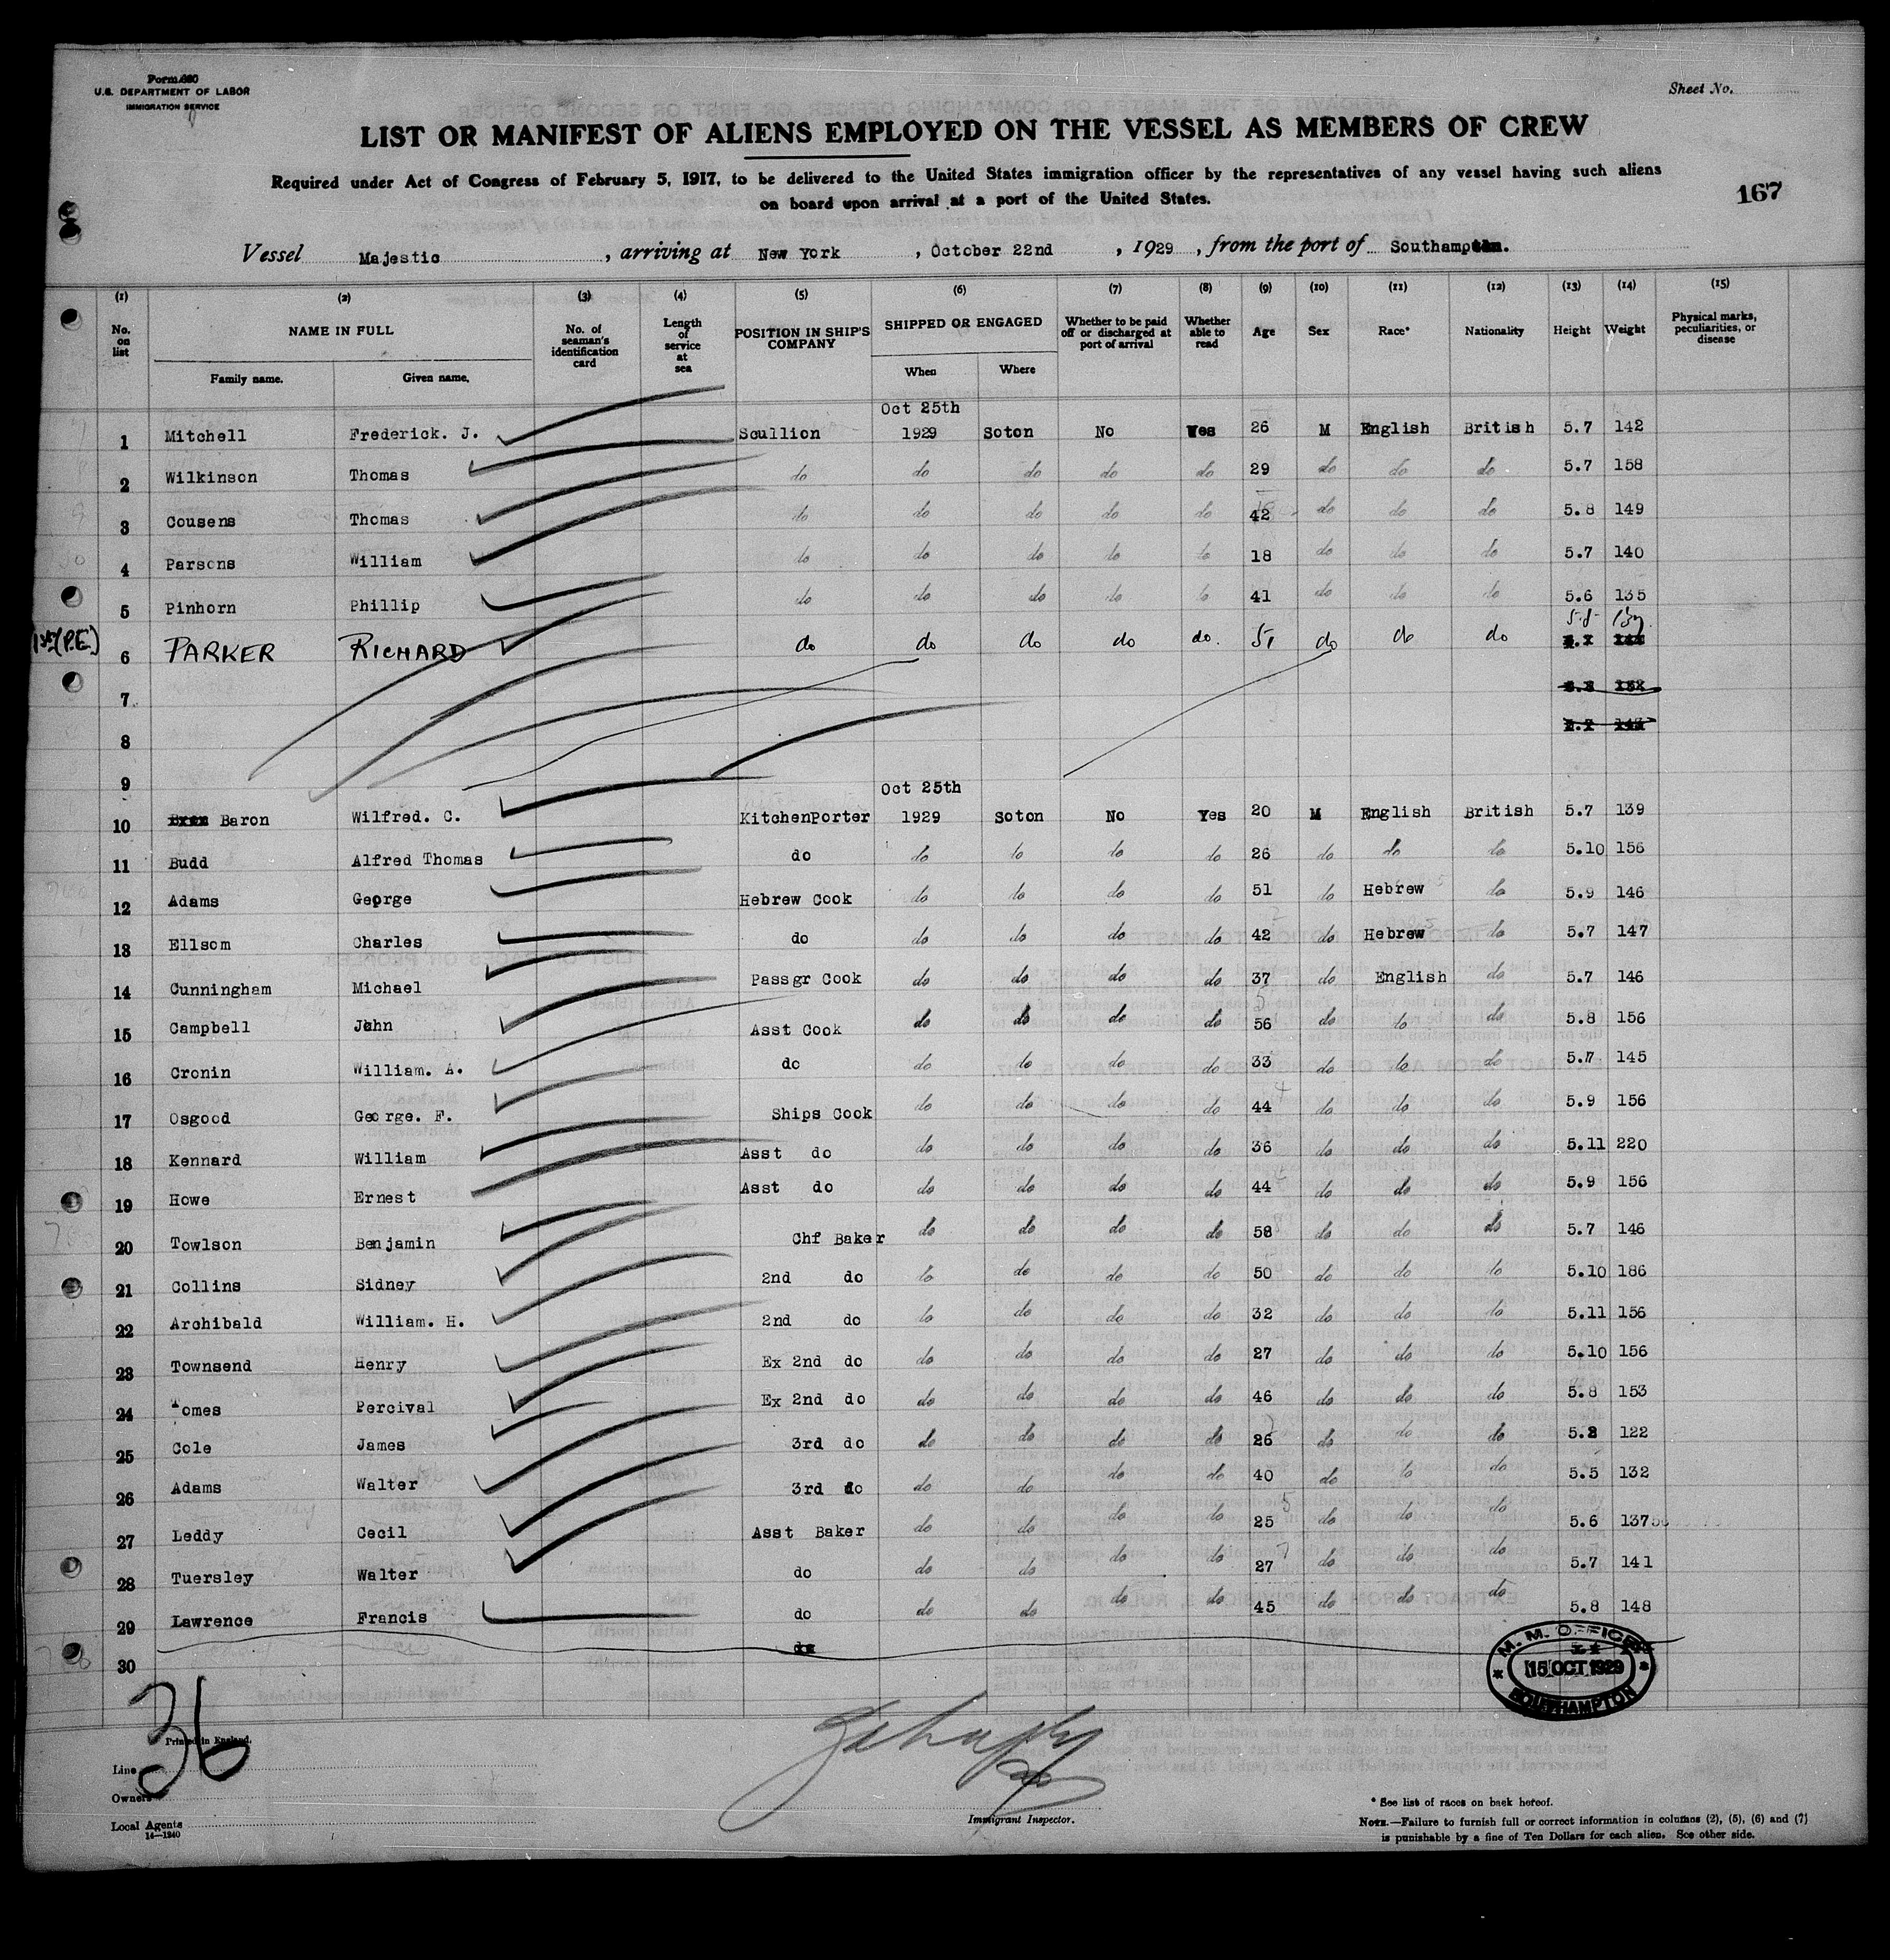 Form 680
U.S. DEPARTMENT OF LABOR
IMMIGRATION SERVICE
Sheet No.
LIST OR MANIFEST OF ALIENS EMPLOYED ON THE VESSEL AS MEMBERS OF CREW
Required under Act of Congress of February 5, 1917, to be delivered to the United States immigration officer by the representatives of any vessel having such aliens
on board upon arrival at a port of the United States.
167
Vessel Majestic, arriving at New York, October 22nd, 1929, from the port of Southampton.
(1) (2) (3) (4) (5) (6) (7) (8) (9) (10) (11) (12) (13) (14) (15)
No. on list NAME IN FULL Family name. Given name. No. of seaman's identification card Length of service at sea POSITION IN SHIP'S COMPANY SHIPPED OR ENGAGED When Where Whether to be paid off or discharged at port of arrival Whether able to read Age Sex Race* Nationality Height Weight Physical marks, peculiarities, or disease
Oct 25th
1 Mitchell Frederick. J. Scullion 1929 Soton No Yes 26 M English British 5.7 142
2 Wilkinson Thomas do do do do do 29 do do do 5.7 158
3 Cousens Thomas do do do do do 42 do do do 5.8 149
4 Parsons William do do do do do 18 do do do 5.7 140
5 Pinhorn Phillip do do do do do 41 do do do 5.6 135
(P.E.) 6 PARKER RICHARD do do do do do. 51 do do do 5.8
7
8
9
Oct 25th
10 Baron Wilfred. C. KitchenPorter 1929 Soton No Yes 20 M English British 5.7 139
11 Budd Alfred Thomas do do do do do 26 do do do 5.10 156
12 Adams George Hebrew Cook do do do do 51 do Hebrew do 5.9 146
13 Ellsom Charles do do do do do 42 do Hebrew do 5.7 147
14 Cunningham Michael Passgr Cook do do do do 37 do English do 5.7 146
15 Campbell John Asst Cook do do do do 56 do do do 5.8 156
16 Cronin William. A. do do do do do 33 do do do 5.7 145
17 Osgood George. F. Ships Cook do do do do 44 do do do 5.9 156
18 Kennard William Asst do do do do do 36 do do do 5.11 220
19 Howe Ernest Asst do do do do do 44 do do do 5.9 156
20 Towlson Benjamin Chf Baker do do do do 58 do do do 5.7 146
21 Collins Sidney 2nd do do do do do 50 do do do 5.10 186
22 Archibald William. H. 2nd do do do do do 32 do do do 5.11 156
23 Townsend Henry Ex 2nd do do do do do 27 do do do 5.10 156
24 Tomes Percival Ex 2nd do do do do do 46 do do do 5.8 153
25 Cole James 3rd do do do do do 26 do do do 5.2 122
26 Adams Walter 3rd do do do do do 40 do do do 5.5 132
27 Leddy Cecil Asst Baker do do do do 25 do do do 5.6 137
28 Tuersley Walter do do do do do 27 do do do 5.7 141
29 Lawrence Francis do do do do do 45 do do do 5.8 148
30 do
M. M. OFFICE
15 OCT 1929
SOUTHAMPTON
36
Printed in England.
Line
Owners
Local Agents
14—1240
Immigrant Inspector.
* See list of races on back hereof.
NOTE.—Failure to furnish full or correct information in columns (2), (5), (6) and (7)
is punishable by a fine of Ten Dollars for each alien. See other side.